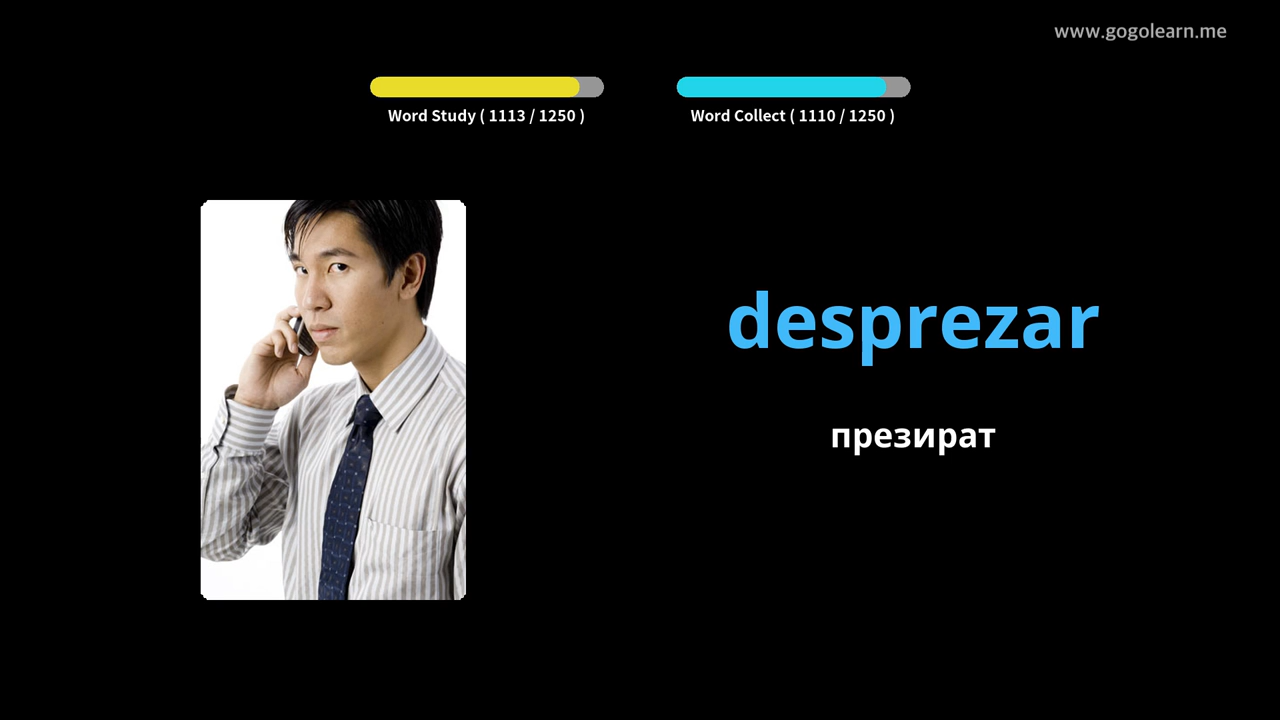 www.gogolearn.me
Word Study ( 1113 / 1250 )
Word Collect ( 1110 / 1250 )
desprezar
презират